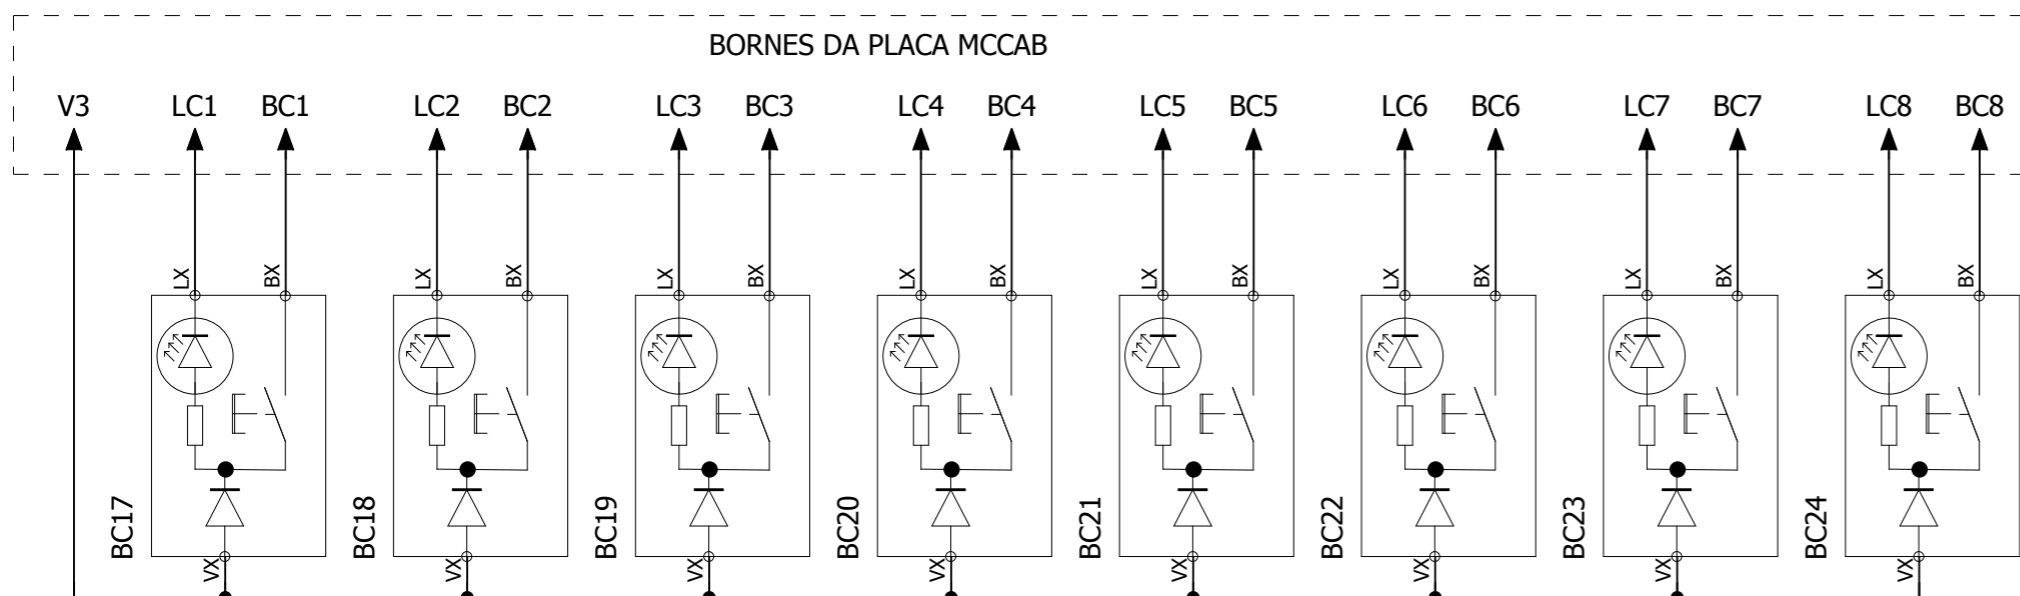 BORNES DA PLACA MCCAB
V3 LC1 BC1 LC2 BC2 LC3 BC3 LC4 BC4 LC5 BC5 LC6 BC6 LC7 BC7 LC8 BC8
LX BX LX BX LX BX LX BX LX BX LX BX LX BX LX BX
BC17 BC18 BC19 BC20 BC21 BC22 BC23 BC24
VX VX VX VX VX VX VX VX